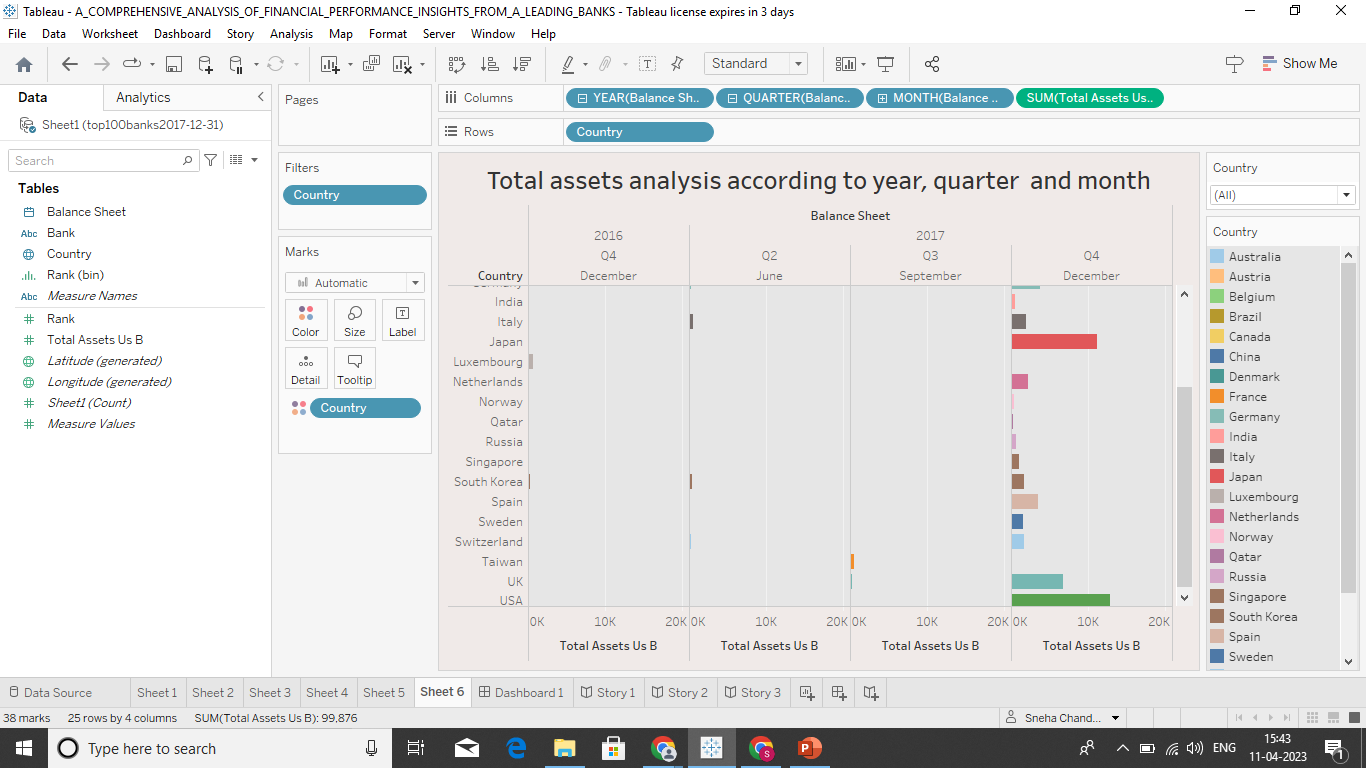 Tableau - A_COMPREHENSIVE_ANALYSIS_OF_FINANCIAL_PERFORMANCE_INSIGHTS_FROM_A_LEADING_BANKS - Tableau license expires in 3 days
File Data Worksheet Dashboard Story Analysis Map Format Server Window Help
Standard
Show Me
Data Analytics
Sheet1 (top100banks2017-12-31)
Search
Tables
Balance Sheet
Abc Bank
Country
Rank (bin)
Abc Measure Names
Rank
Total Assets Us B
Latitude (generated)
Longitude (generated)
Sheet1 (Count)
Measure Values
Pages
Filters
Country
Marks
Automatic
Color Size Label
Detail Tooltip
Country
Columns YEAR(Balance Sh.. QUARTER(Balanc.. MONTH(Balance .. SUM(Total Assets Us..
Rows Country
Total assets analysis according to year, quarter and month
Balance Sheet
2016 2017
Q4 Q2 Q3 Q4
Country December June September December
India
Italy
Japan
Luxembourg
Netherlands
Norway
Qatar
Russia
Singapore
South Korea
Spain
Sweden
Switzerland
Taiwan
UK
USA
0K 10K 20K 0K 10K 20K 0K 10K 20K 0K 10K 20K
Total Assets Us B Total Assets Us B Total Assets Us B Total Assets Us B
Country
(All)
Country
Australia
Austria
Belgium
Brazil
Canada
China
Denmark
France
Germany
India
Italy
Japan
Luxembourg
Netherlands
Norway
Qatar
Russia
Singapore
South Korea
Spain
Sweden
Data Source Sheet 1 Sheet 2 Sheet 3 Sheet 4 Sheet 5 Sheet 6 Dashboard 1 Story 1 Story 2 Story 3
38 marks 25 rows by 4 columns SUM(Total Assets Us B): 99.876 Sneha Chand...
Type here to search
ENG
15:43
11-04-2023
1